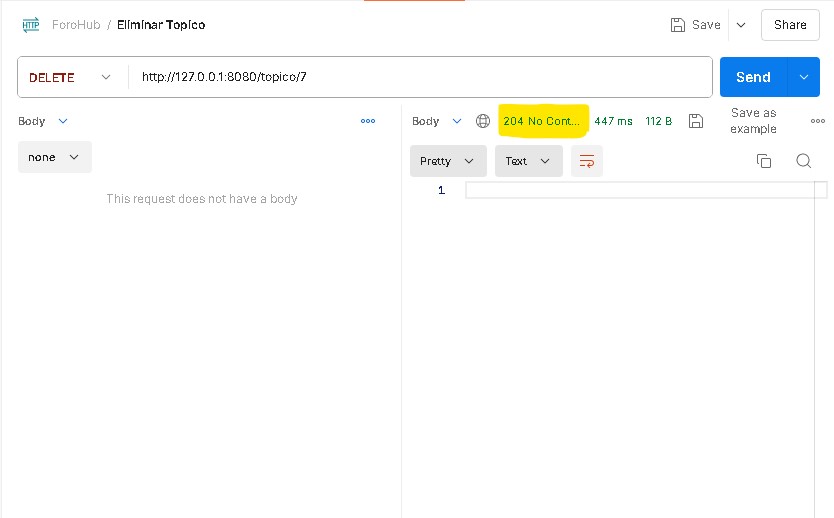 HTTP ForoHub / Eliminar Topico Save Share
DELETE http://127.0.0.1:8080/topico/7 Send
Body Body 204 No Cont... 447 ms 112 B Save as example
none Pretty Text
This request does not have a body 1